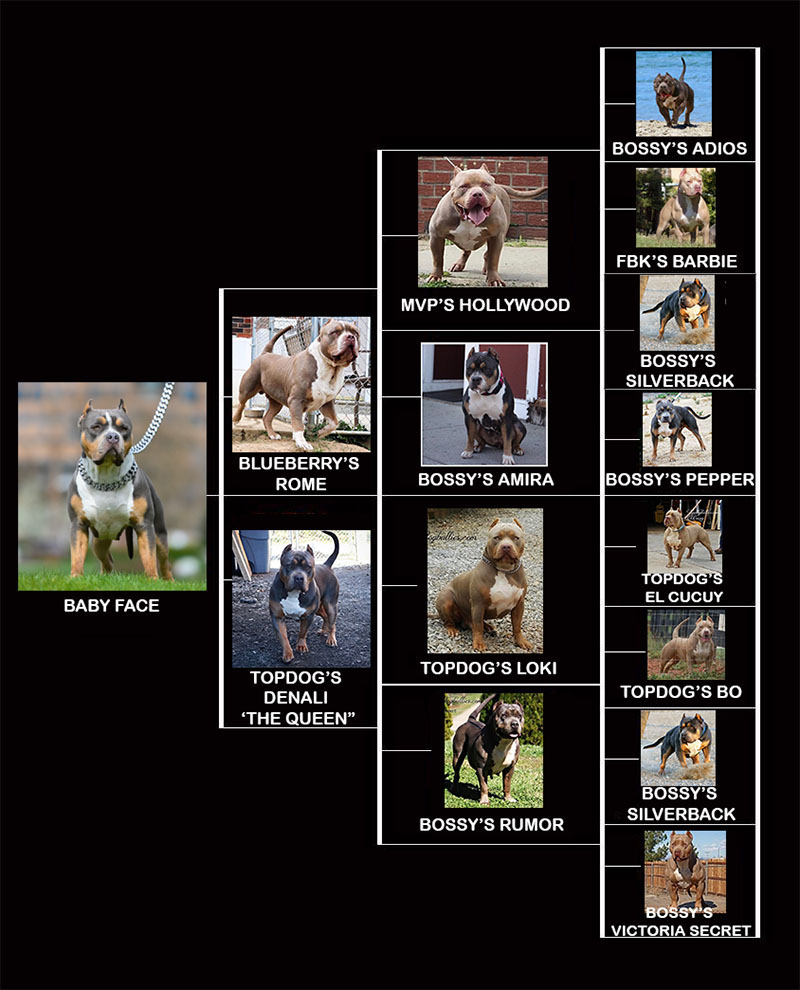 BOSSY'S ADIOS
FBK'S BARBIE
MVP'S HOLLYWOOD
BOSSY'S
SILVERBACK
BLUEBERRY'S
ROME
BOSSY'S AMIRA
BOSSY'S PEPPER
BABY FACE
TOPDOG'S
EL CUCUY
TOPDOG'S
DENALI
‘THE QUEEN”
TOPDOG'S LOKI
TOPDOG'S BO
BOSSY'S
SILVERBACK
BOSSY'S RUMOR
BOSSY'S
VICTORIA SECRET